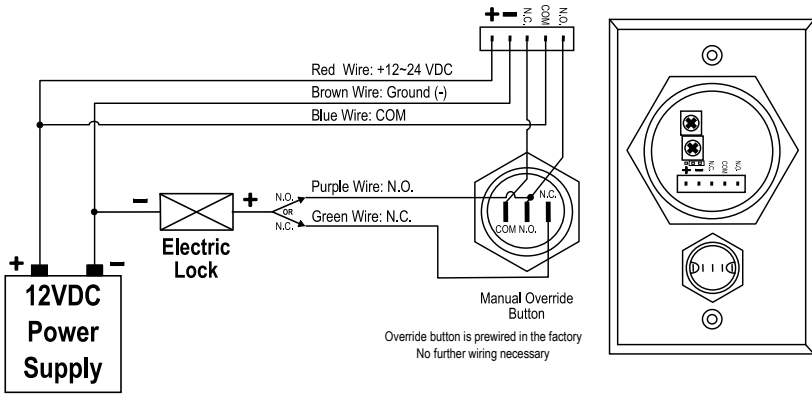 + − N.C. COM N.O.
Red Wire: +12~24 VDC
Brown Wire: Ground (-)
Blue Wire: COM
Purple Wire: N.O.
Green Wire: N.C.
− +
N.O.
OR
N.C.
Electric
Lock
+ −
12VDC
Power
Supply
N.C.
COM N.O.
Manual Override
Button
Override button is prewired in the factory
No further wiring necessary
+ − N.C. COM N.O.